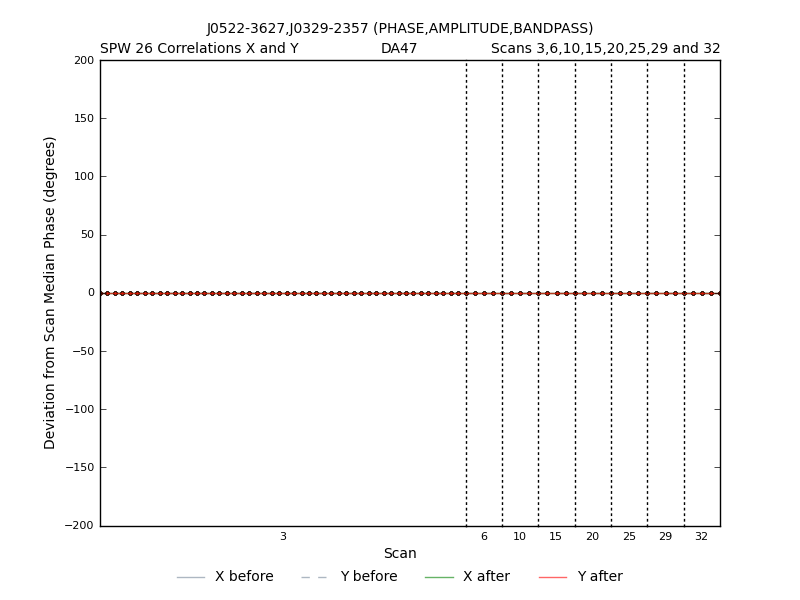 J0522-3627,J0329-2357 (PHASE,AMPLITUDE,BANDPASS)
SPW 26 Correlations X and Y DA47 Scans 3,6,10,15,20,25,29 and 32
200
150
100
50
0
−50
−100
−150
−200
Deviation from Scan Median Phase (degrees)
3 6 10 15 20 25 29 32
Scan
X before Y before X after Y after